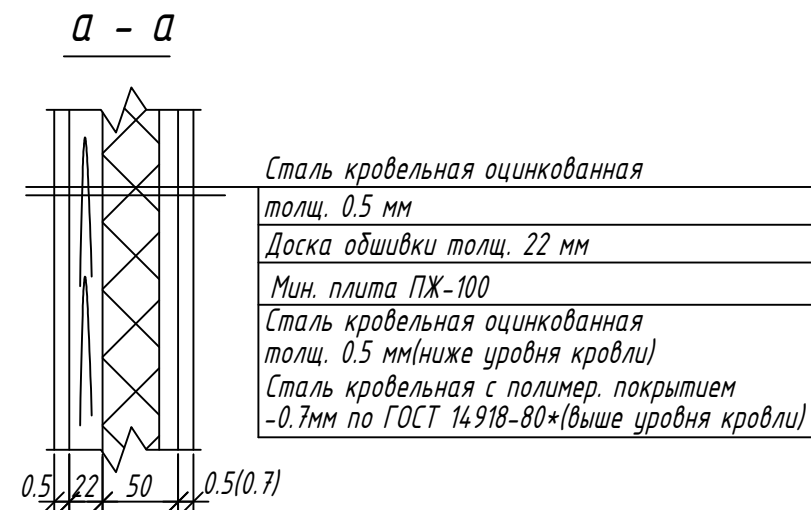 а - а
Сталь кровельная оцинкованная
толщ. 0.5 мм
Доска обшивки толщ. 22 мм
Мин. плита ПЖ-100
Сталь кровельная оцинкованная
толщ. 0.5 мм(ниже уровня кровли)
Сталь кровельная с полимер. покрытием
-0.7мм по ГОСТ 14918-80*(выше уровня кровли)
0.5 22 50 0.5(0.7)